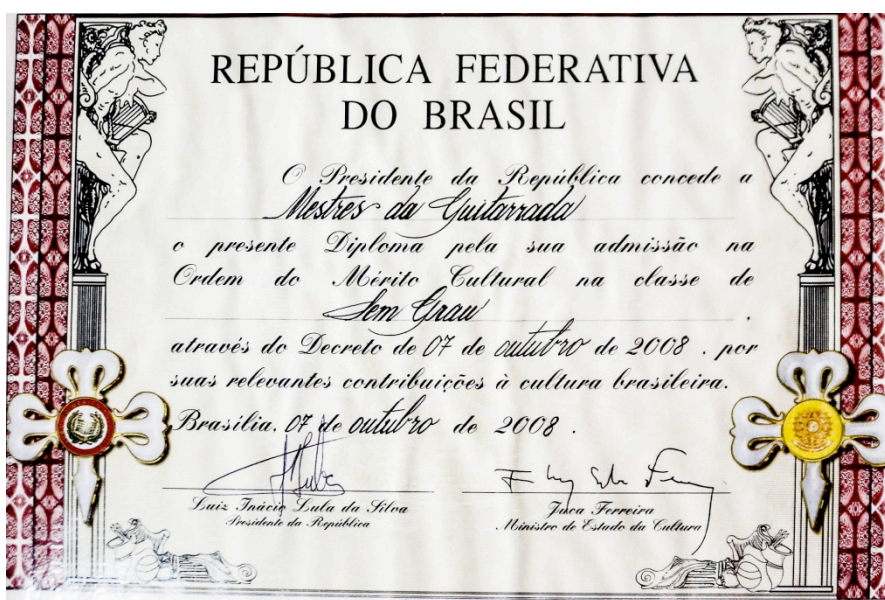 REPÚBLICA FEDERATIVA
DO BRASIL
O Presidente da República concede a
Mestres da Guitarrada
o presente Diploma pela sua admissão na
Ordem do Mérito Cultural na classe de
Sem Grau .
através do Decreto de 07 de outubro de 2008 . por
suas relevantes contribuições à cultura brasileira.
Brasília. 07 de outubro de 2008 .
Luiz Inácio Lula da Silva
Presidente da República
Juca Ferreira
Ministro de Estado da Cultura